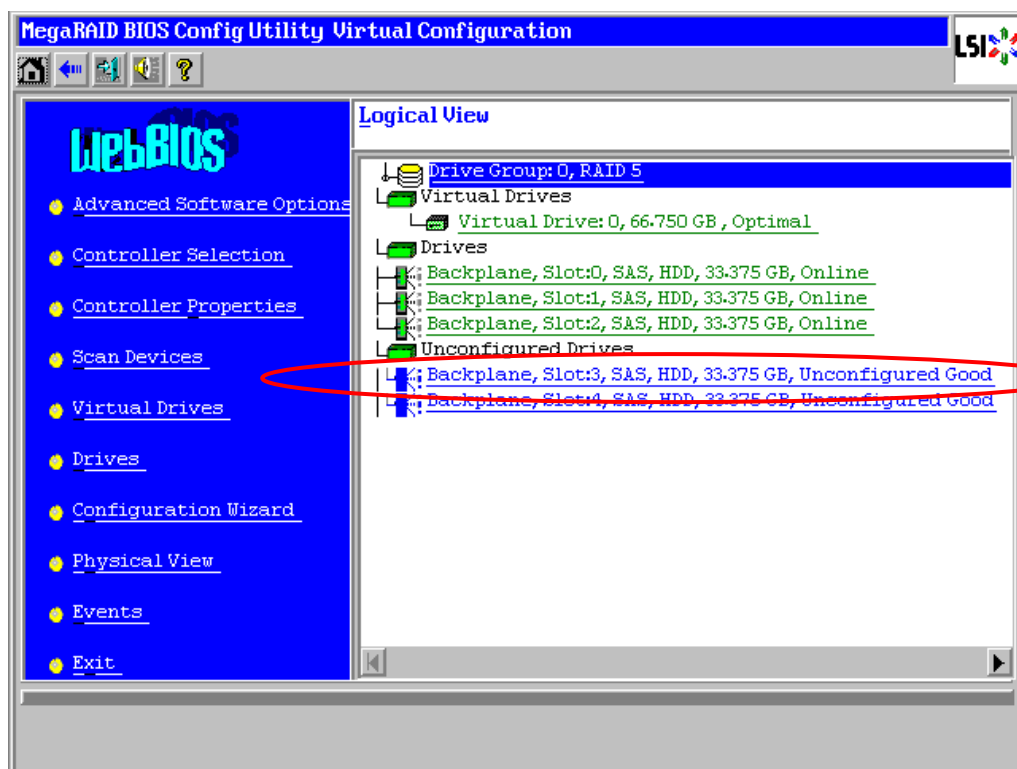 MegaRAID BIOS Config Utility Virtual Configuration
LSI
WebBIOS
Advanced Software Options
Controller Selection
Controller Properties
Scan Devices
Virtual Drives
Drives
Configuration Wizard
Physical View
Events
Exit
Logical View
Drive Group: 0, RAID 5
Virtual Drives
Virtual Drive: 0, 66.750 GB , Optimal
Drives
Backplane, Slot:0, SAS, HDD, 33.375 GB, Online
Backplane, Slot:1, SAS, HDD, 33.375 GB, Online
Backplane, Slot:2, SAS, HDD, 33.375 GB, Online
Unconfigured Drives
Backplane, Slot:3, SAS, HDD, 33.375 GB, Unconfigured Good
Backplane, Slot:4, SAS, HDD, 33.375 GB, Unconfigured Good